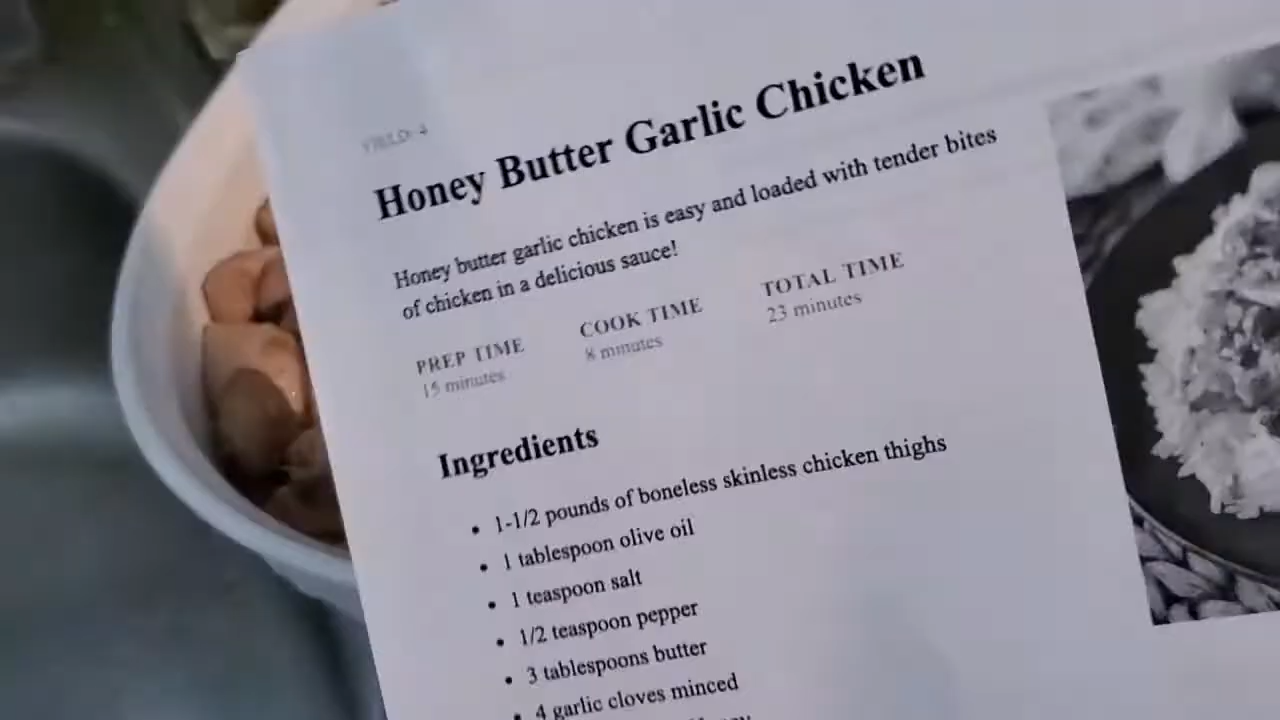 YIELD: 4
Honey Butter Garlic Chicken
Honey butter garlic chicken is easy and loaded with tender bites
of chicken in a delicious sauce!
PREP TIME COOK TIME TOTAL TIME
15 minutes 8 minutes 23 minutes
Ingredients
• 1-1/2 pounds of boneless skinless chicken thighs
• 1 tablespoon olive oil
• 1 teaspoon salt
• 1/2 teaspoon pepper
• 3 tablespoons butter
• 4 garlic cloves minced